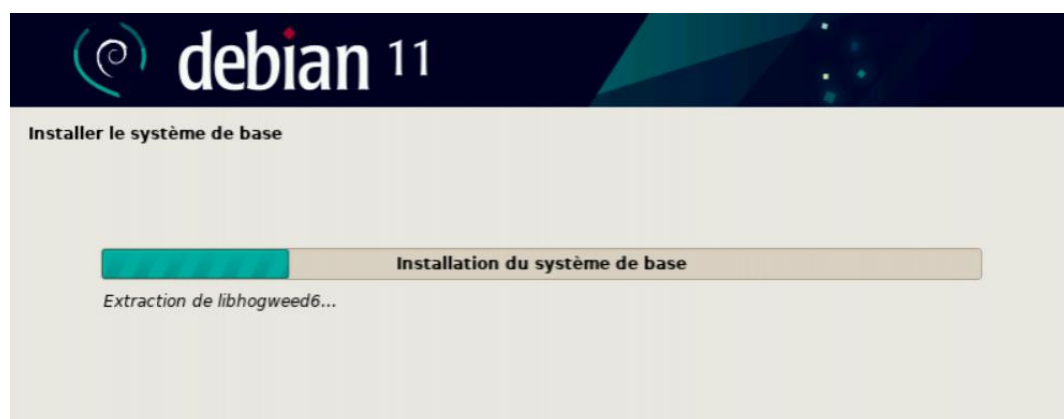 debian 11
Installer le système de base
Installation du système de base
Extraction de libhogweed6...